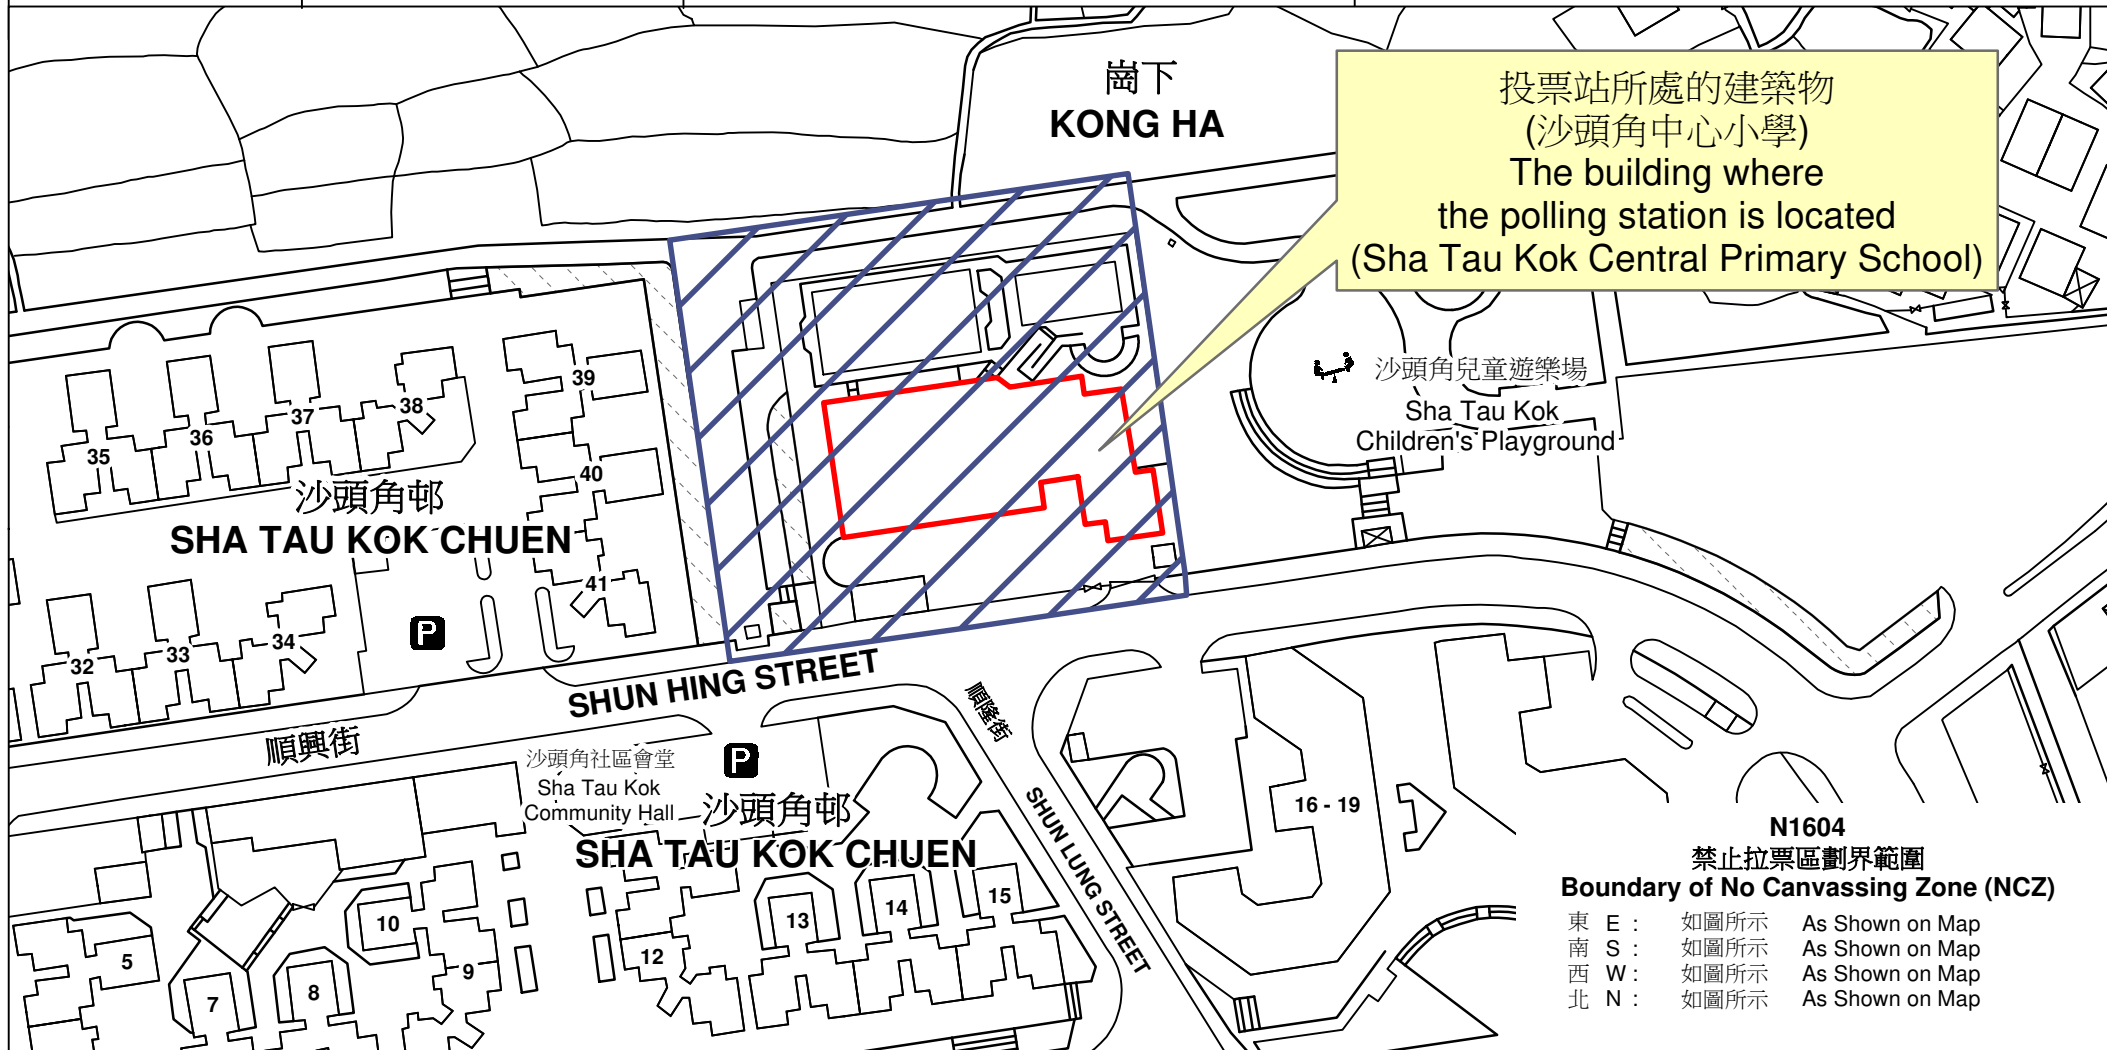 崗下
KONG HA
投票站所處的建築物
(沙頭角中心小學)
The building where
the polling station is located
(Sha Tau Kok Central Primary School)
沙頭角兒童遊樂場
Sha Tau Kok
Children's Playground
39
38
37
36
35
40
沙頭角邨
SHA TAU KOK CHUEN
41
34
33
32
P
SHUN HING STREET
順興街
順隆街
SHUN LUNG STREET
沙頭角社區會堂
Sha Tau Kok
Community Hall
P
沙頭角邨
SHA TAU KOK CHUEN
16 - 19
15
14
13
12
10
9
8
7
5
N1604
禁止拉票區劃界範圍
Boundary of No Canvassing Zone (NCZ)
東 E : 如圖所示 As Shown on Map
南 S : 如圖所示 As Shown on Map
西 W : 如圖所示 As Shown on Map
北 N : 如圖所示 As Shown on Map